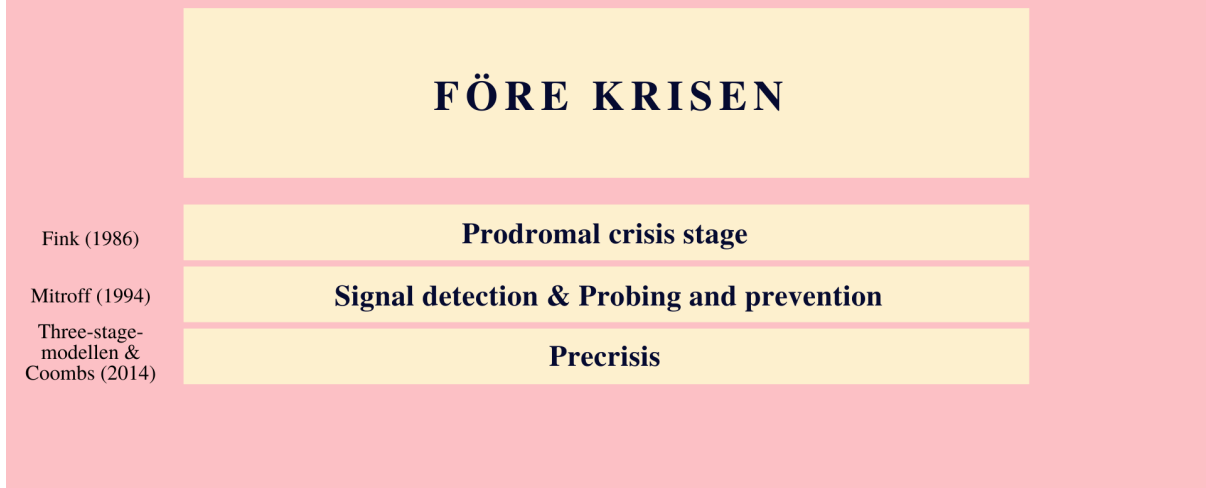 FÖRE KRISEN
Fink (1986)
Prodromal crisis stage
Mitroff (1994)
Signal detection & Probing and prevention
Three-stage-
modellen &
Coombs (2014)
Precrisis